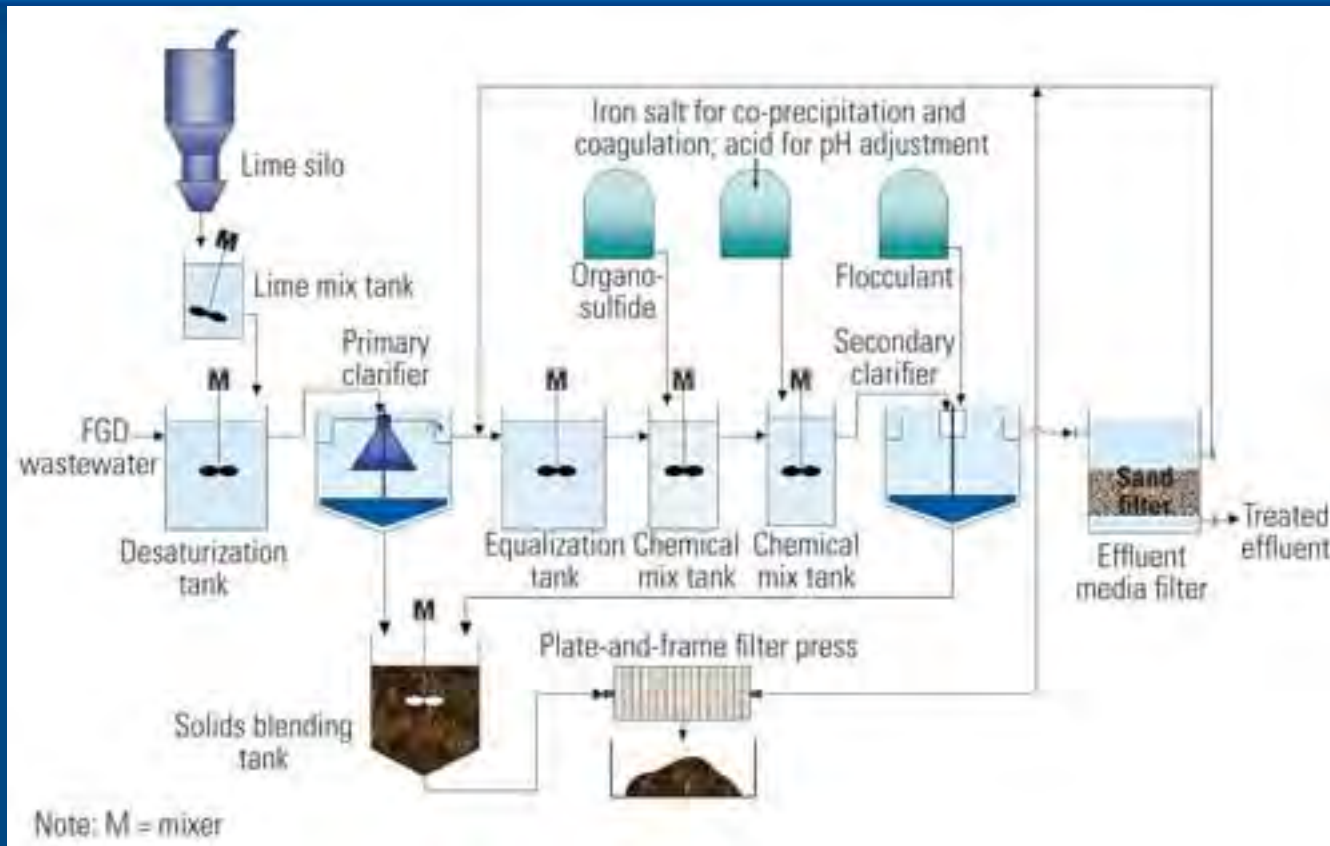 Iron salt for co-precipitation and
coagulation; acid for pH adjustment
Lime silo
M
Lime mix tank
Organo-
sulfide
Flocculant
Primary
clarifier
Secondary
clarifier
M
M
M
M
FGD
wastewater
Sand
filter
Treated
effluent
Desaturization
tank
Equalization
tank
Chemical
mix tank
Chemical
mix tank
Effluent
media filter
M
Plate-and-frame filter press
Solids blending
tank
Note: M = mixer